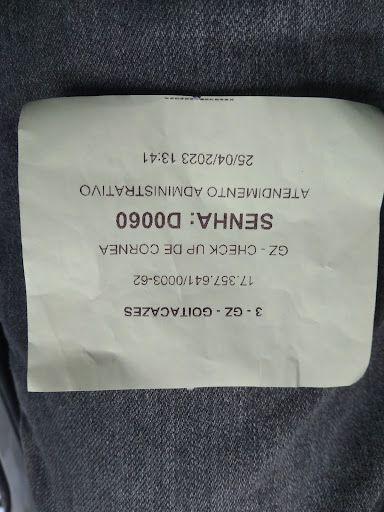 3 - GZ - GOITACAZES
17.357.641/0003-62
GZ - CHECK UP DE CORNEA
SENHA: D0060
ATENDIMENTO ADMINISTRATIVO
25/04/2023 13:41